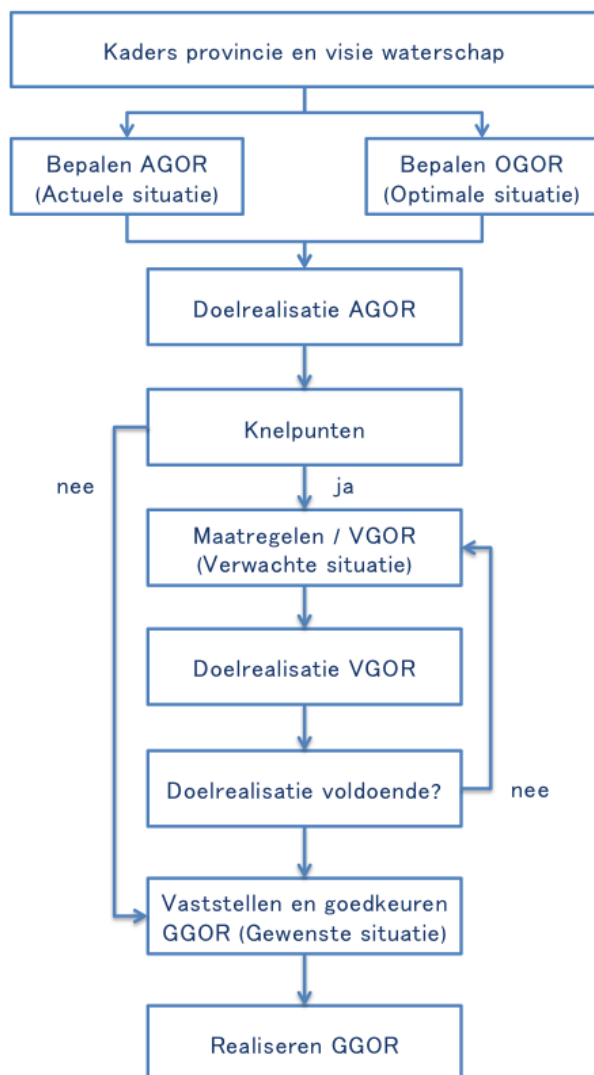 Kaders provincie en visie waterschap
Bepalen AGOR
(Actuele situatie)
Bepalen OGOR
(Optimale situatie)
Doelrealisatie AGOR
Knelpunten
nee
ja
Maatregelen / VGOR
(Verwachte situatie)
Doelrealisatie VGOR
Doelrealisatie voldoende?
nee
Vaststellen en goedkeuren
GGOR (Gewenste situatie)
Realiseren GGOR